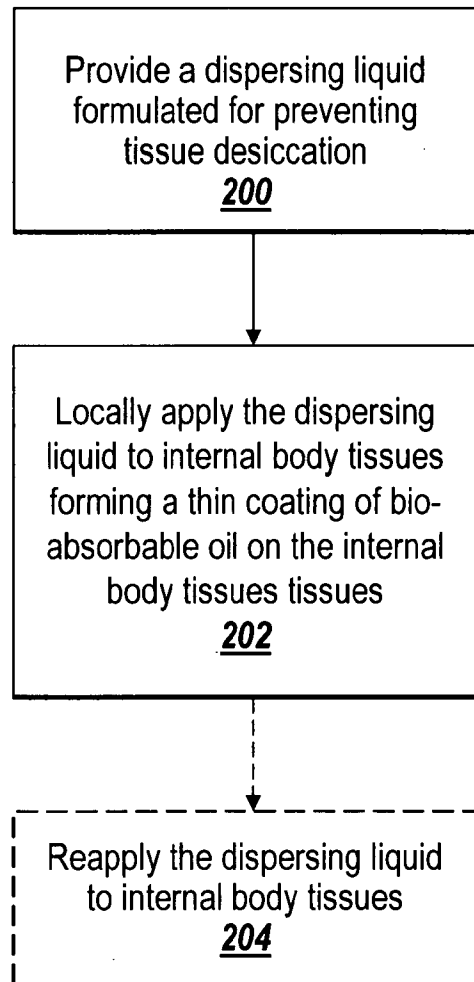 Provide a dispersing liquid
formulated for preventing
tissue desiccation
200
Locally apply the dispersing
liquid to internal body tissues
forming a thin coating of bio-
absorbable oil on the internal
body tissues tissues
202
Reapply the dispersing liquid
to internal body tissues
204